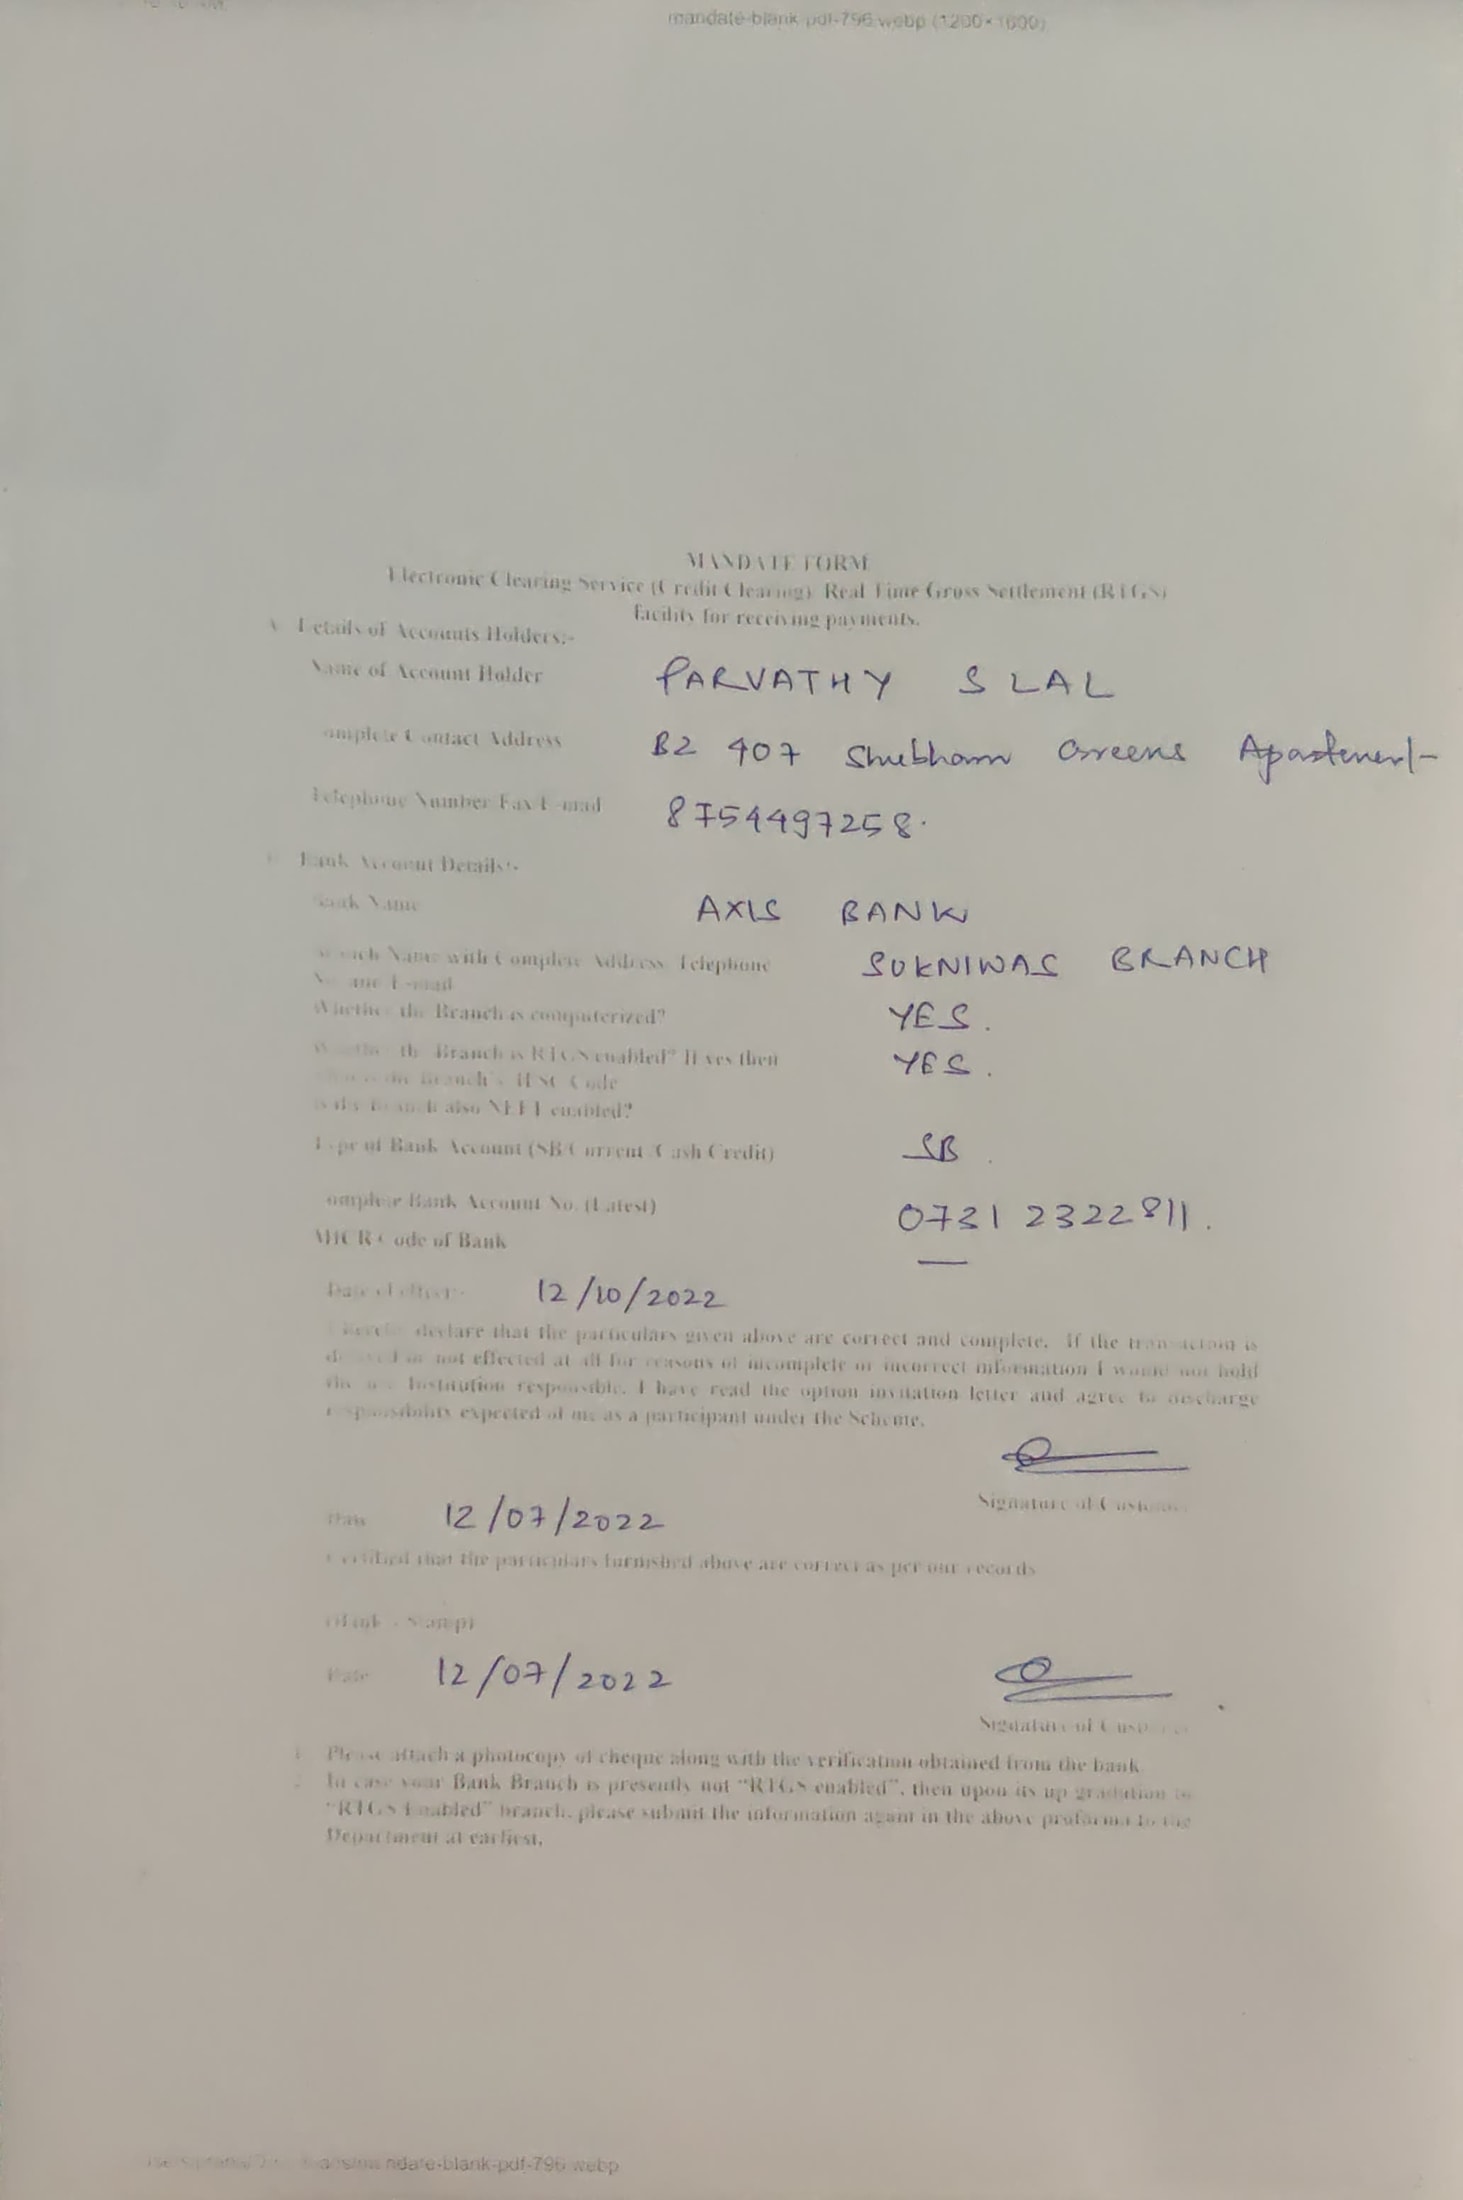 mandate-blank-pdf-796.webp (1200×1600)
MANDATE FORM
Electronic Clearing Service (Credit Clearing) Real Time Gross Settlement (RTGS)
facility for receiving payments.
Details of Accounts Holders:-
Name of Account Holder PARVATHY S LAL
Complete Contact Address B2 407 Shubham Greens Apartement
Telephone Number Fax E-mail 8754497258.
Bank Account Details:-
Bank Name AXIS BANK
Branch Name with Complete Address, Telephone SUKNIWAS BRANCH
No. and E-mail
Whether the Branch is computerized? YES.
Whether the Branch is RTGS enabled? If yes then YES.
Branch's IFSC Code
Is the Branch also NEFT enabled?
Type of Bank Account (SB/Current/Cash Credit) SB
Complete Bank Account No. (Latest) 07312322811.
MICR Code of Bank —
Date of effect:- 12/10/2022
I hereby declare that the particulars given above are correct and complete. If the transaction is
delayed or not effected at all for reasons of incomplete or incorrect information I would not hold
the Institution responsible. I have read the option invitation letter and agree to discharge
responsibility expected of me as a participant under the Scheme.
Signature of Customer
Date 12/07/2022
Certified that the particulars furnished above are correct as per our records
(Bank's Stamp)
Date 12/07/2022
Signature of Customer
1. Please attach a photocopy of cheque along with the verification obtained from the bank.
2. In case your Bank Branch is presently not "RTGS enabled", then upon its up gradation to
"RTGS Enabled" branch, please submit the information again in the above proforma to the
Department at earliest.
ndate-blank-pdf-796.webp